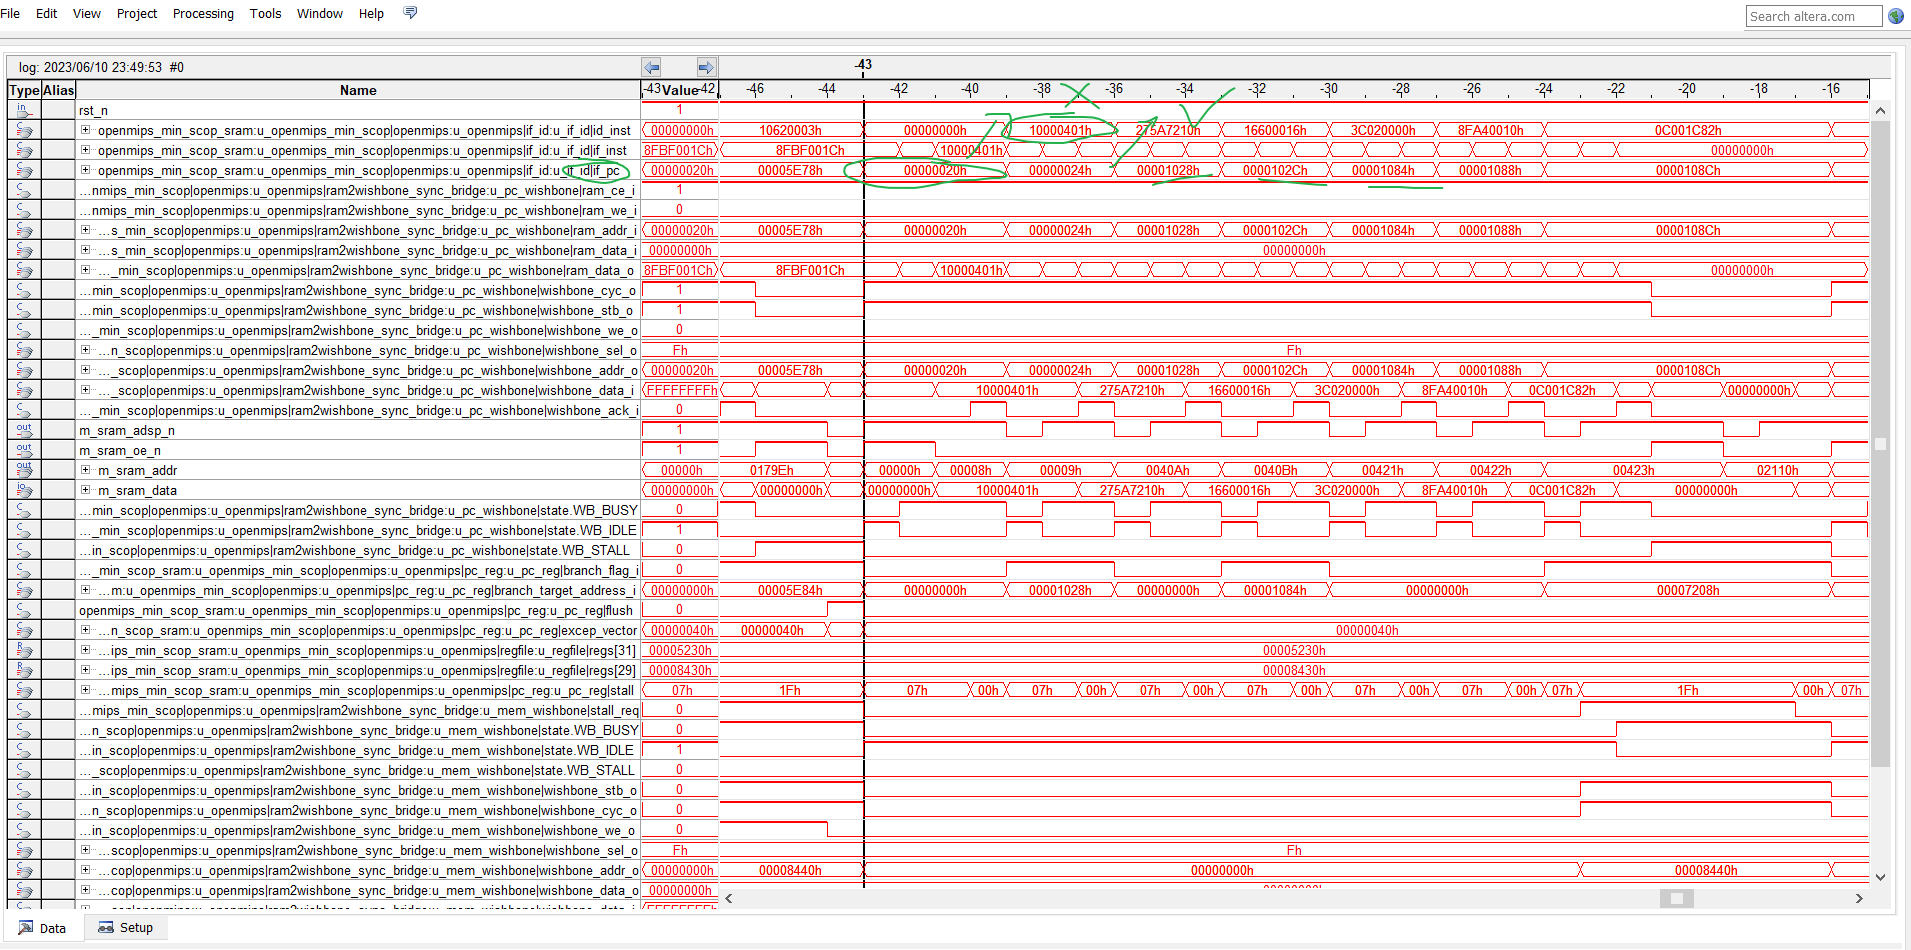 File Edit View Project Processing Tools Window Help
Search altera.com
log: 2023/06/10 23:49:53 #0
-43
Type Alias Name -43 Value -42 -46 -44 -42 -40 -38 -36 -34 -32 -30 -28 -26 -24 -22 -20 -18 -16
in rst_n 1
openmips_min_scop_sram:u_openmips_min_scop|openmips:u_openmips|if_id:u_if_id|id_inst 00000000h 10620003h 00000000h 10000401h 275A7210h 16600016h 3C020000h 8FA40010h 0C001C82h
openmips_min_scop_sram:u_openmips_min_scop|openmips:u_openmips|if_id:u_if_id|if_inst 8FBF001Ch 8FBF001Ch 10000401h 00000000h
openmips_min_scop_sram:u_openmips_min_scop|openmips:u_openmips|if_id:u_if_id|if_pc 00000020h 00005E78h 00000020h 00000024h 00001028h 0000102Ch 00001084h 00001088h 0000108Ch
...nmips_min_scop|openmips:u_openmips|ram2wishbone_sync_bridge:u_pc_wishbone|ram_ce_i 1
...nmips_min_scop|openmips:u_openmips|ram2wishbone_sync_bridge:u_pc_wishbone|ram_we_i 0
...s_min_scop|openmips:u_openmips|ram2wishbone_sync_bridge:u_pc_wishbone|ram_addr_i 00000020h 00005E78h 00000020h 00000024h 00001028h 0000102Ch 00001084h 00001088h 0000108Ch
...s_min_scop|openmips:u_openmips|ram2wishbone_sync_bridge:u_pc_wishbone|ram_data_i 00000000h 00000000h
..._min_scop|openmips:u_openmips|ram2wishbone_sync_bridge:u_pc_wishbone|ram_data_o 8FBF001Ch 8FBF001Ch 10000401h 00000000h
...min_scop|openmips:u_openmips|ram2wishbone_sync_bridge:u_pc_wishbone|wishbone_cyc_o 1
...min_scop|openmips:u_openmips|ram2wishbone_sync_bridge:u_pc_wishbone|wishbone_stb_o 1
..._min_scop|openmips:u_openmips|ram2wishbone_sync_bridge:u_pc_wishbone|wishbone_we_o 0
...n_scop|openmips:u_openmips|ram2wishbone_sync_bridge:u_pc_wishbone|wishbone_sel_o Fh Fh
..._scop|openmips:u_openmips|ram2wishbone_sync_bridge:u_pc_wishbone|wishbone_addr_o 00000020h 00005E78h 00000020h 00000024h 00001028h 0000102Ch 00001084h 00001088h 0000108Ch
..._scop|openmips:u_openmips|ram2wishbone_sync_bridge:u_pc_wishbone|wishbone_data_i FFFFFFFFh 10000401h 275A7210h 16600016h 3C020000h 8FA40010h 0C001C82h 00000000h
..._min_scop|openmips:u_openmips|ram2wishbone_sync_bridge:u_pc_wishbone|wishbone_ack_i 0
out m_sram_adsp_n 1
out m_sram_oe_n 1
out m_sram_addr 00000h 0179Eh 00000h 00008h 00009h 0040Ah 0040Bh 00421h 00422h 00423h 02110h
io m_sram_data 00000000h 00000000h 00000000h 10000401h 275A7210h 16600016h 3C020000h 8FA40010h 0C001C82h 00000000h
...min_scop|openmips:u_openmips|ram2wishbone_sync_bridge:u_pc_wishbone|state.WB_BUSY 0
..._min_scop|openmips:u_openmips|ram2wishbone_sync_bridge:u_pc_wishbone|state.WB_IDLE 1
...in_scop|openmips:u_openmips|ram2wishbone_sync_bridge:u_pc_wishbone|state.WB_STALL 0
..._min_scop_sram:u_openmips_min_scop|openmips:u_openmips|pc_reg:u_pc_reg|branch_flag_i 0
...m:u_openmips_min_scop|openmips:u_openmips|pc_reg:u_pc_reg|branch_target_address_i 00000000h 00005E84h 00000000h 00001028h 00000000h 00001084h 00000000h 00007208h
openmips_min_scop_sram:u_openmips_min_scop|openmips:u_openmips|pc_reg:u_pc_reg|flush 0
...n_scop_sram:u_openmips_min_scop|openmips:u_openmips|pc_reg:u_pc_reg|excep_vector 00000040h 00000040h 00000040h
R ...ips_min_scop_sram:u_openmips_min_scop|openmips:u_openmips|regfile:u_regfile|regs[31] 00005230h 00005230h
R ...ips_min_scop_sram:u_openmips_min_scop|openmips:u_openmips|regfile:u_regfile|regs[29] 00008430h 00008430h
...mips_min_scop_sram:u_openmips_min_scop|openmips:u_openmips|pc_reg:u_pc_reg|stall 07h 1Fh 07h 00h 07h 00h 07h 00h 07h 00h 07h 00h 07h 00h 07h 1Fh 00h 07h
...mips_min_scop|openmips:u_openmips|ram2wishbone_sync_bridge:u_mem_wishbone|stall_req 0
...n_scop|openmips:u_openmips|ram2wishbone_sync_bridge:u_mem_wishbone|state.WB_BUSY 0
...in_scop|openmips:u_openmips|ram2wishbone_sync_bridge:u_mem_wishbone|state.WB_IDLE 1
..._scop|openmips:u_openmips|ram2wishbone_sync_bridge:u_mem_wishbone|state.WB_STALL 0
...in_scop|openmips:u_openmips|ram2wishbone_sync_bridge:u_mem_wishbone|wishbone_stb_o 0
...n_scop|openmips:u_openmips|ram2wishbone_sync_bridge:u_mem_wishbone|wishbone_cyc_o 0
...in_scop|openmips:u_openmips|ram2wishbone_sync_bridge:u_mem_wishbone|wishbone_we_o 0
...scop|openmips:u_openmips|ram2wishbone_sync_bridge:u_mem_wishbone|wishbone_sel_o Fh Fh
...cop|openmips:u_openmips|ram2wishbone_sync_bridge:u_mem_wishbone|wishbone_addr_o 00000000h 00008440h 00000000h 00008440h
...cop|openmips:u_openmips|ram2wishbone_sync_bridge:u_mem_wishbone|wishbone_data_o 00000000h
Data Setup